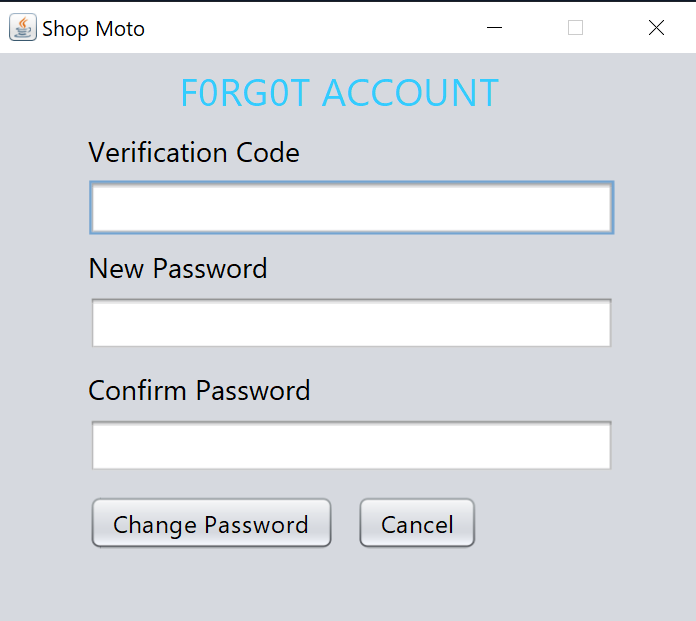 Shop Moto
F0RG0T ACCOUNT
Verification Code
New Password
Confirm Password
Change Password Cancel